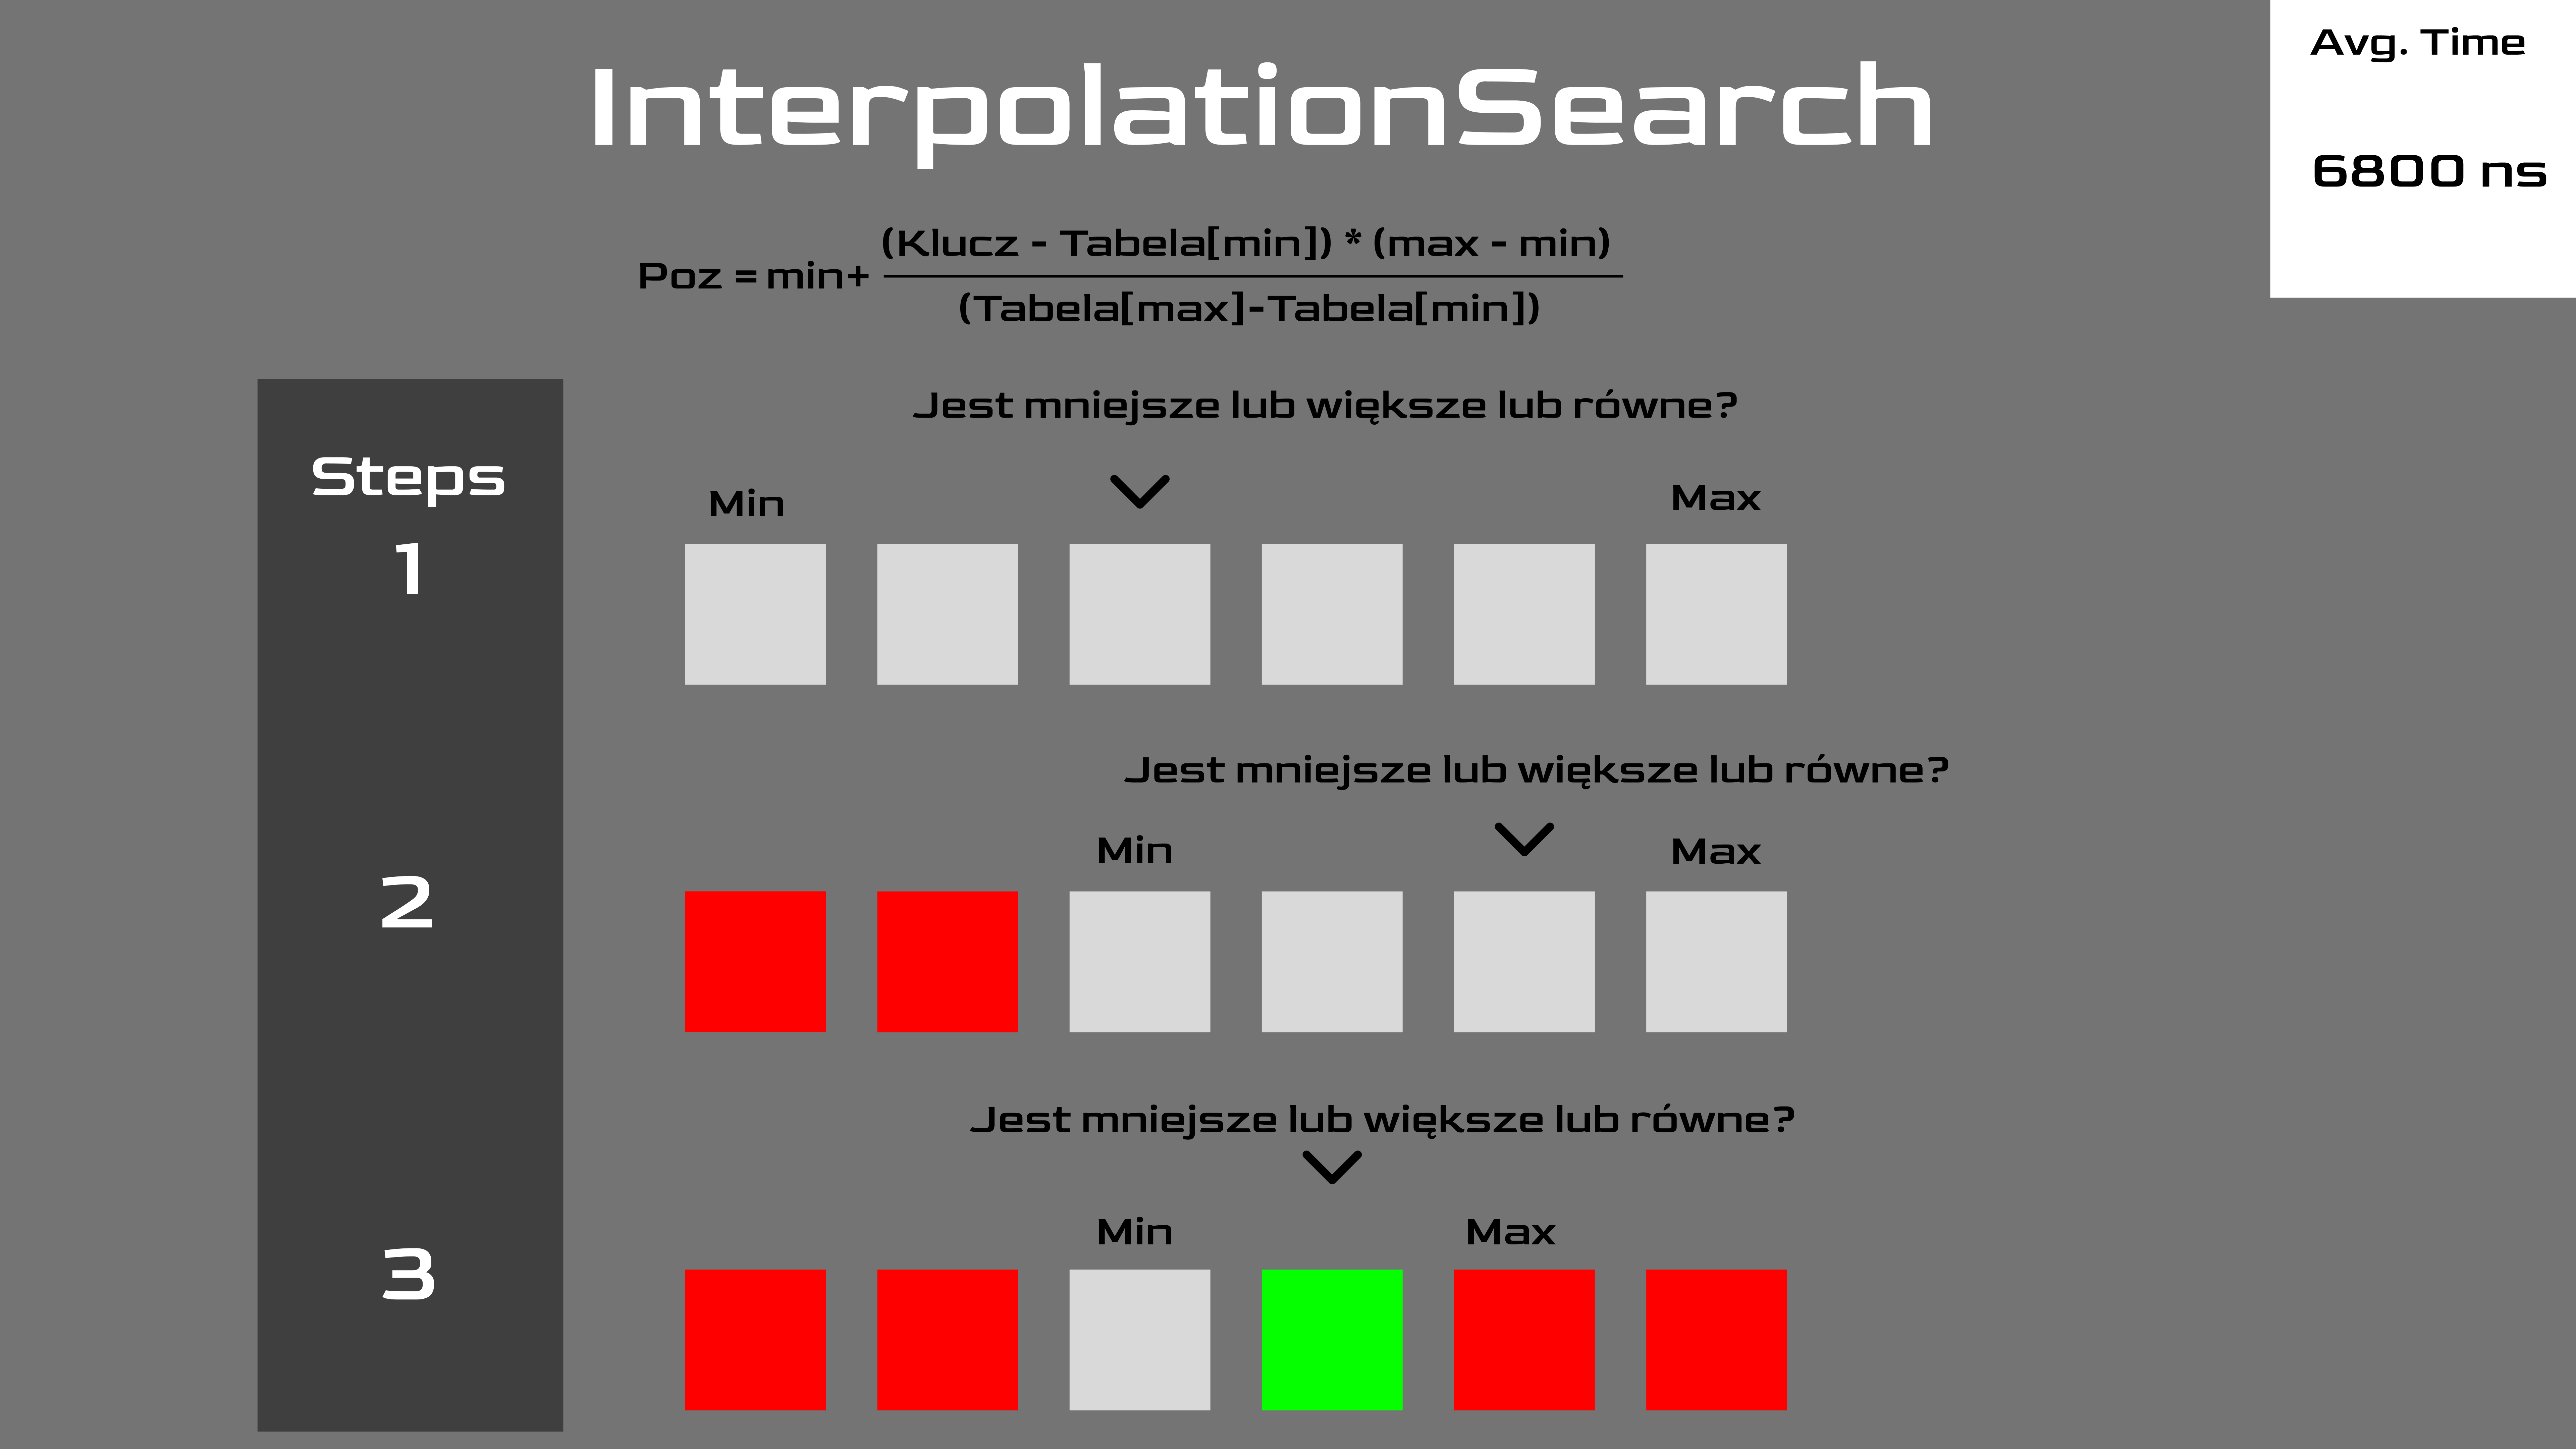 InterpolationSearch
Avg. Time
6800 ns
(Klucz - Tabela[min]) * (max - min)
Poz = min+
(Tabela[max]-Tabela[min])
Jest mniejsze lub większe lub równe?
Steps
Min
Max
1
Jest mniejsze lub większe lub równe?
Min
Max
2
Jest mniejsze lub większe lub równe?
Min
Max
3